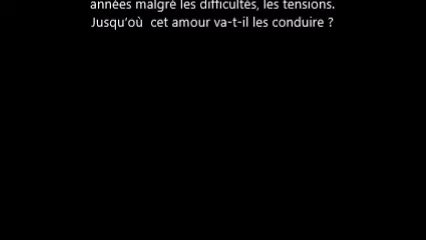 années malgré les difficultés, les tensions.
Jusqu'où  cet amour va-t-il les conduire ?